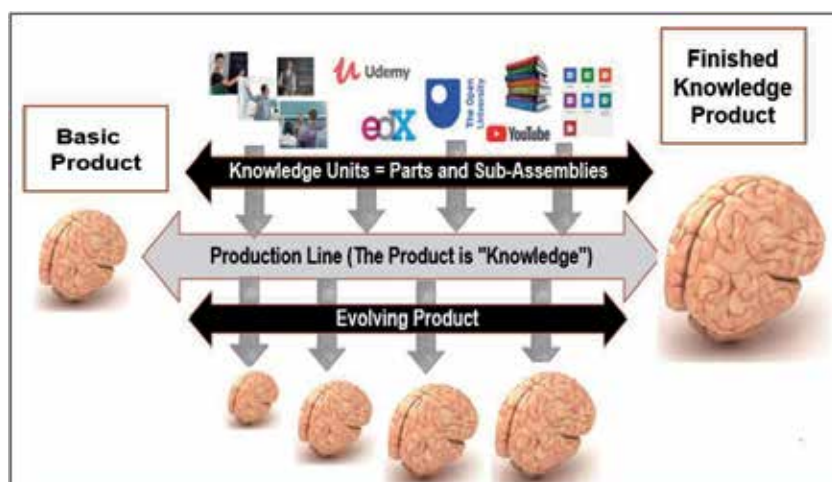 Basic
Product
Udemy
edX
The Open
University
YouTube
Finished
Knowledge
Product
Knowledge Units = Parts and Sub-Assemblies
Production Line (The Product is "Knowledge")
Evolving Product